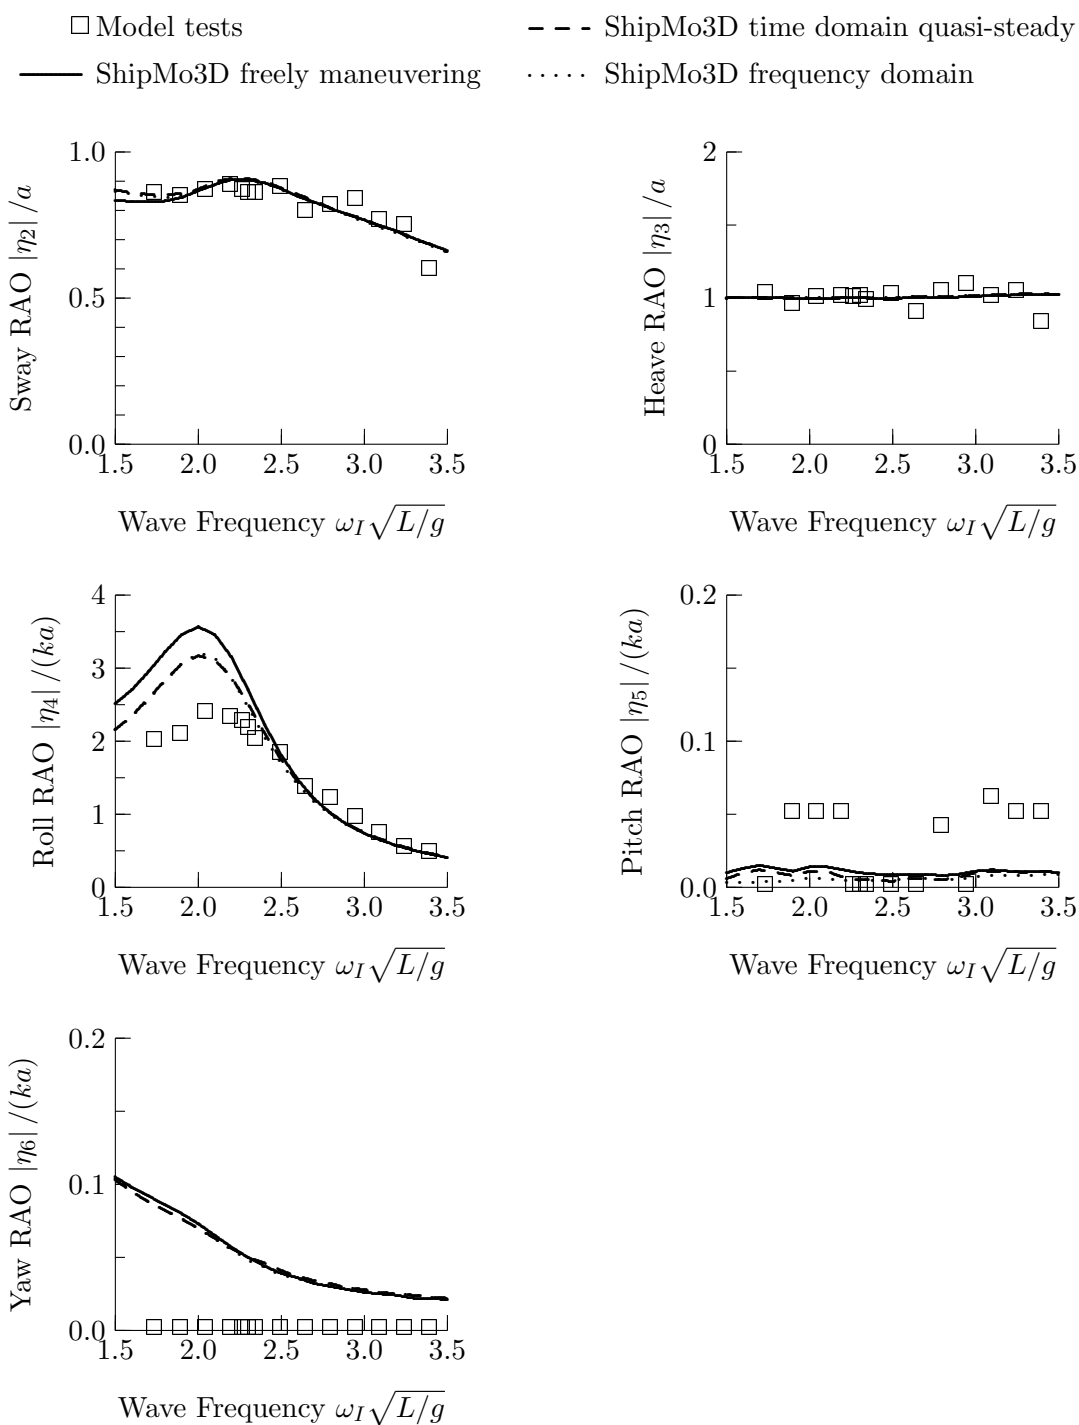 □ Model tests
ShipMo3D time domain quasi-steady
ShipMo3D freely maneuvering
ShipMo3D frequency domain
Sway RAO |η₂|/a
1.0
0.5
0.0
1.5 2.0 2.5 3.0 3.5
Wave Frequency ω_I√L/g
Heave RAO |η₃|/a
2
1
0
1.5 2.0 2.5 3.0 3.5
Wave Frequency ω_I√L/g
Roll RAO |η₄|/(ka)
4
3
2
1
0
1.5 2.0 2.5 3.0 3.5
Wave Frequency ω_I√L/g
Pitch RAO |η₅|/(ka)
0.2
0.1
0.0
1.5 2.0 2.5 3.0 3.5
Wave Frequency ω_I√L/g
Yaw RAO |η₆|/(ka)
0.2
0.1
0.0
1.5 2.0 2.5 3.0 3.5
Wave Frequency ω_I√L/g